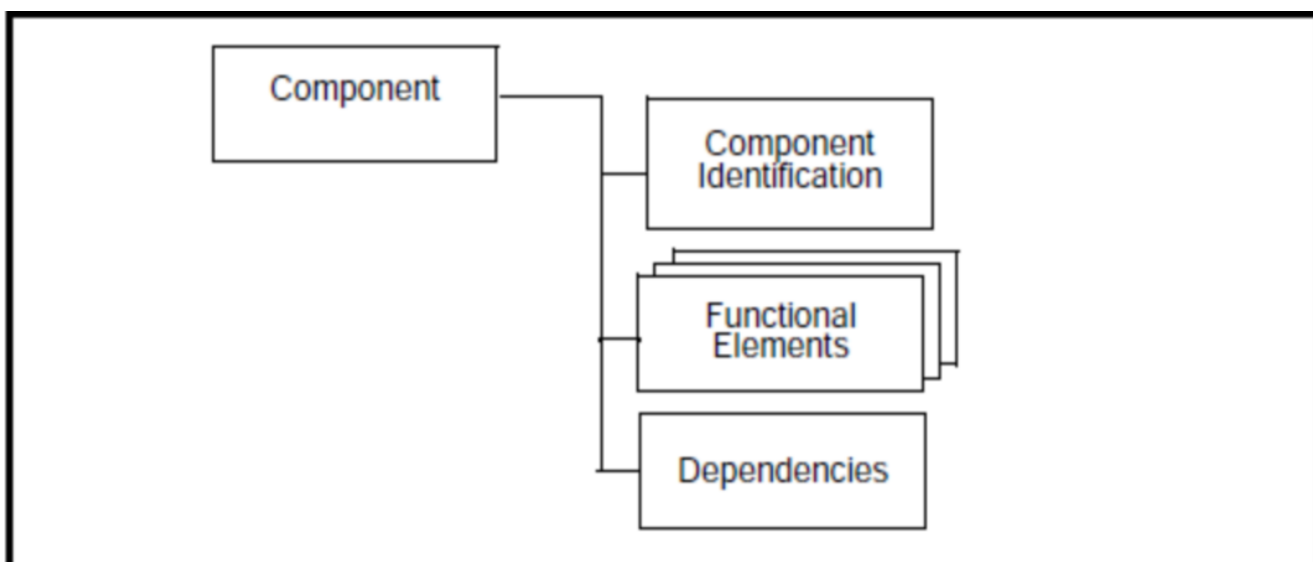 Component
Component
Identification
Functional
Elements
Dependencies